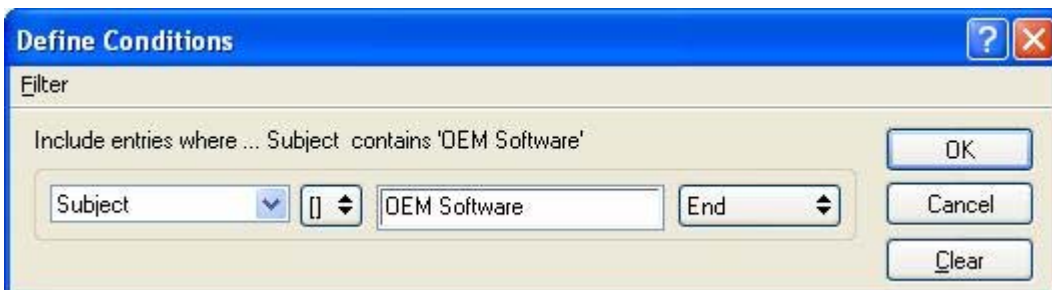 Define Conditions
Filter
Include entries where ... Subject contains 'OEM Software'
OK
Subject [] OEM Software End
Cancel
Clear